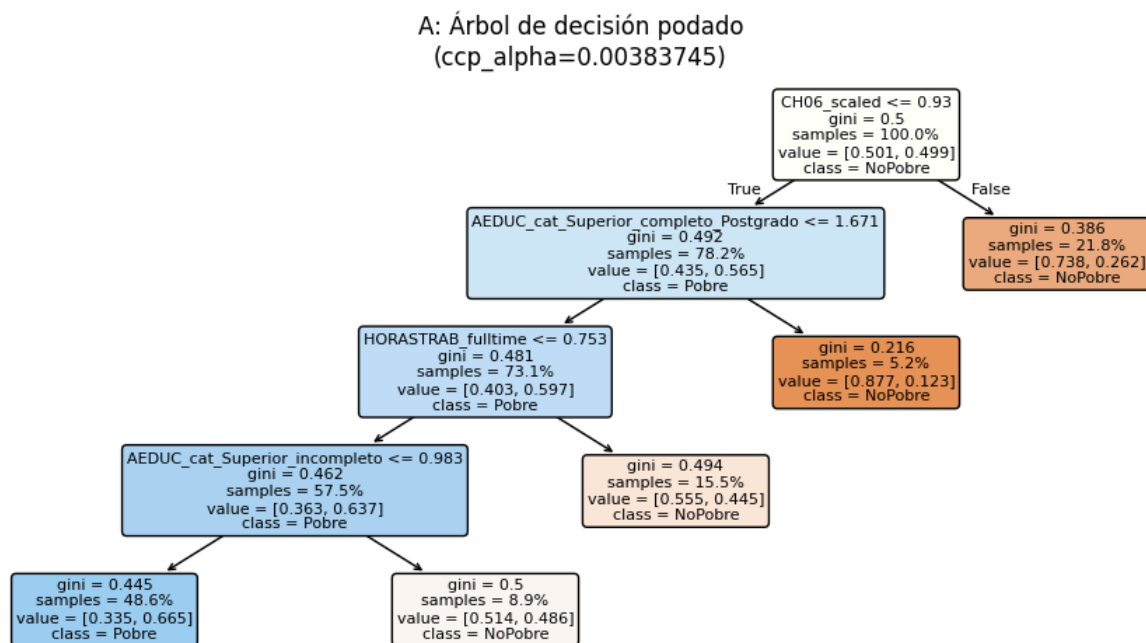 A: Árbol de decisión podado
(ccp_alpha=0.00383745)
CH06_scaled <= 0.93
gini = 0.5
samples = 100.0%
value = [0.501, 0.499]
class = NoPobre
True
False
AEDUC_cat_Superior_completo_Postgrado <= 1.671
gini = 0.492
samples = 78.2%
value = [0.435, 0.565]
class = Pobre
gini = 0.386
samples = 21.8%
value = [0.738, 0.262]
class = NoPobre
HORASTRAB_fulltime <= 0.753
gini = 0.481
samples = 73.1%
value = [0.403, 0.597]
class = Pobre
gini = 0.216
samples = 5.2%
value = [0.877, 0.123]
class = NoPobre
AEDUC_cat_Superior_incompleto <= 0.983
gini = 0.462
samples = 57.5%
value = [0.363, 0.637]
class = Pobre
gini = 0.494
samples = 15.5%
value = [0.555, 0.445]
class = NoPobre
gini = 0.445
samples = 48.6%
value = [0.335, 0.665]
class = Pobre
gini = 0.5
samples = 8.9%
value = [0.514, 0.486]
class = NoPobre